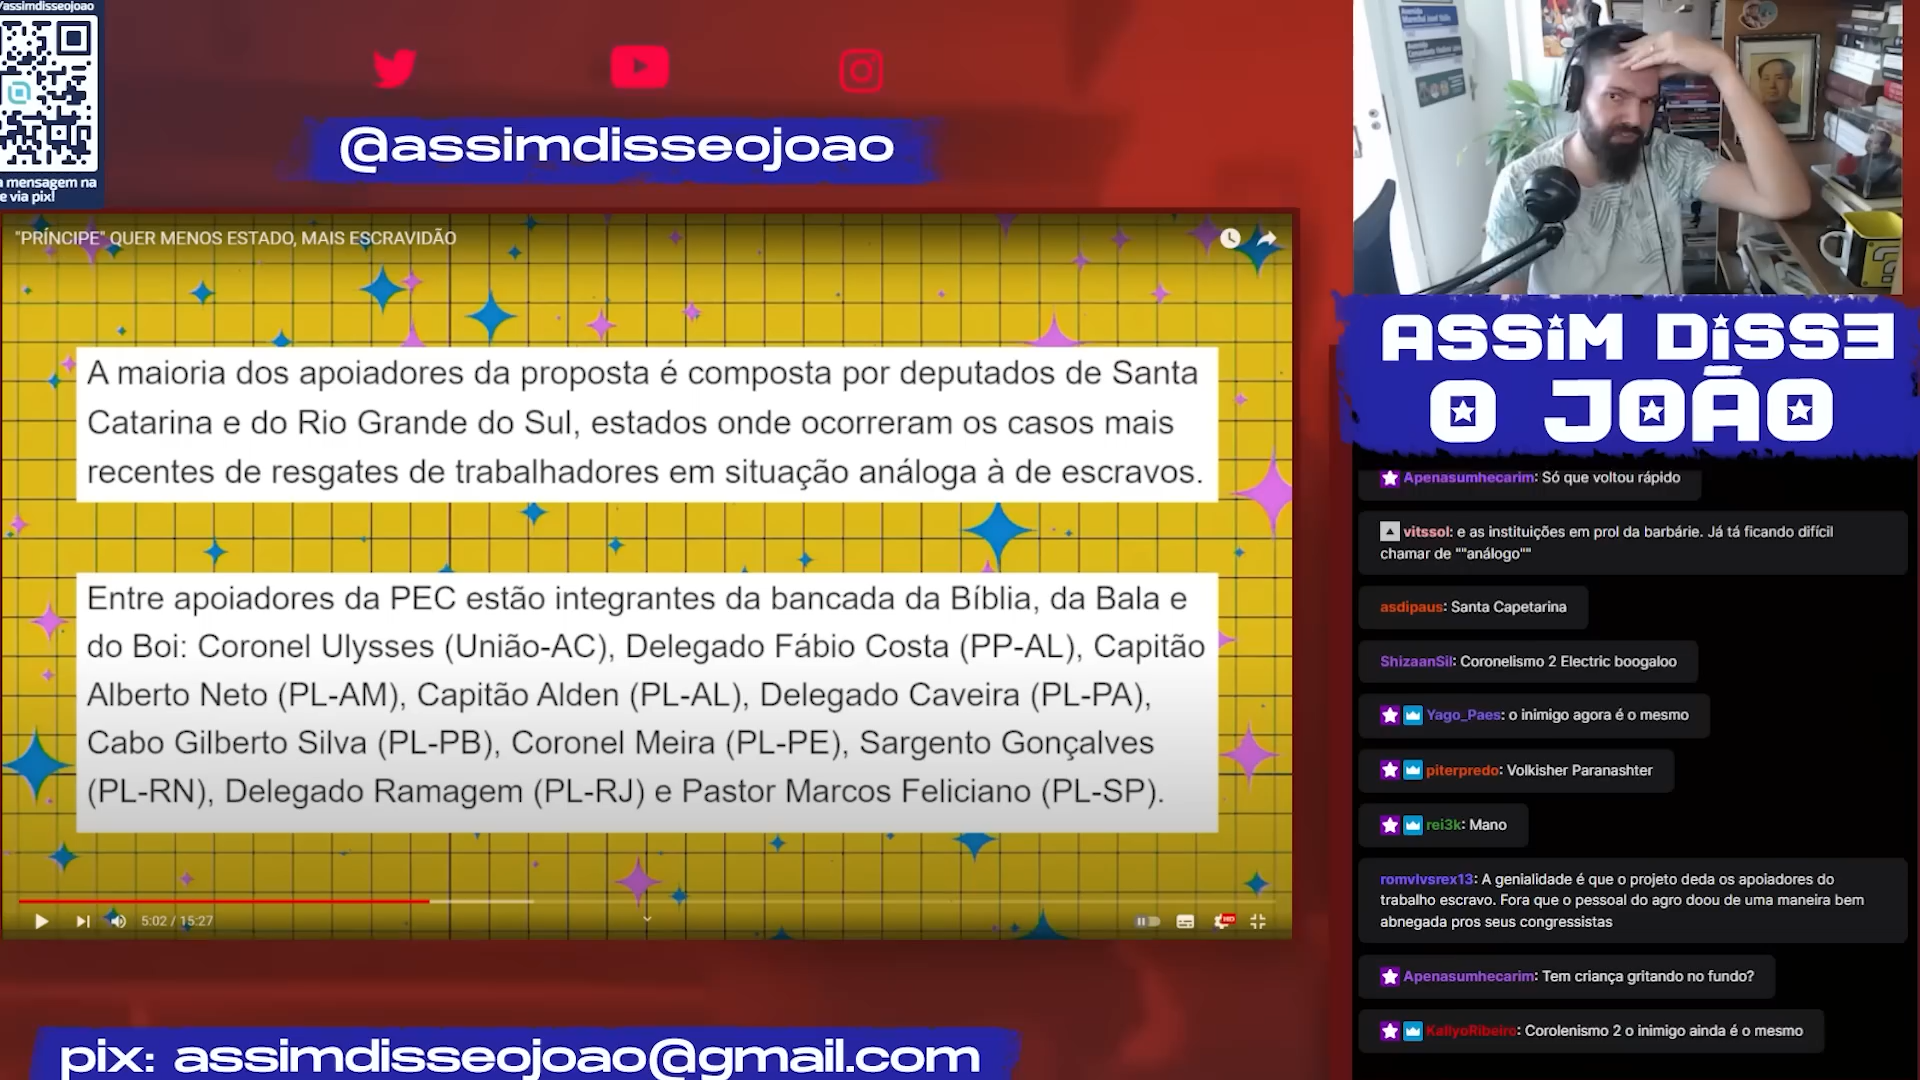 /assimdisseojoao
a mensagem na
e via pix!
@assimdisseojoao
"PRÍNCIPE" QUER MENOS ESTADO, MAIS ESCRAVIDÃO
A maioria dos apoiadores da proposta é composta por deputados de Santa
Catarina e do Rio Grande do Sul, estados onde ocorreram os casos mais
recentes de resgates de trabalhadores em situação análoga à de escravos.
Entre apoiadores da PEC estão integrantes da bancada da Bíblia, da Bala e
do Boi: Coronel Ulysses (União-AC), Delegado Fábio Costa (PP-AL), Capitão
Alberto Neto (PL-AM), Capitão Alden (PL-AL), Delegado Caveira (PL-PA),
Cabo Gilberto Silva (PL-PB), Coronel Meira (PL-PE), Sargento Gonçalves
(PL-RN), Delegado Ramagem (PL-RJ) e Pastor Marcos Feliciano (PL-SP).
5:02 / 15:27
HD
pix: assimdisseojoao@gmail.com
ASSIM DISSE
O JOÃO
Apenasumhecarim: Só que voltou rápido
vitssol: e as instituições em prol da barbárie. Já tá ficando difícil
chamar de ""análogo""
asdipaus: Santa Capetarina
ShizaanSil: Coronelismo 2 Electric boogaloo
Yago_Paes: o inimigo agora é o mesmo
piterpredo: Volkisher Paranashter
rei3k: Mano
romvlvsrex13: A genialidade é que o projeto deda os apoiadores do
trabalho escravo. Fora que o pessoal do agro doou de uma maneira bem
abnegada pros seus congressistas
Apenasumhecarim: Tem criança gritando no fundo?
KallyoRibeiro: Corolenismo 2 o inimigo ainda é o mesmo